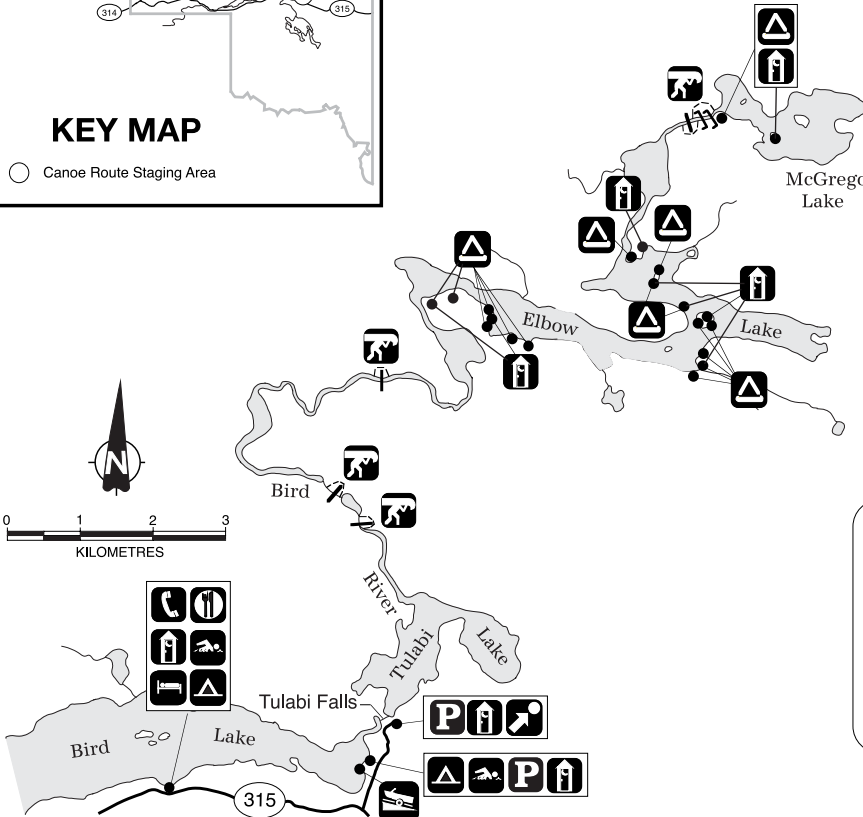 314
315
KEY MAP
Canoe Route Staging Area
McGrego
Lake
Elbow
Lake
N
0 1 2 3
KILOMETRES
Bird
River
Tulabi
Lake
Tulabi Falls
P
Bird
Lake
P
315